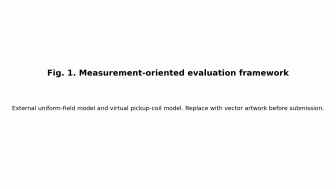 Fig. 1. Measurement-oriented evaluation framework
External uniform-field model and virtual pickup-coil model. Replace with vector artwork before submission.